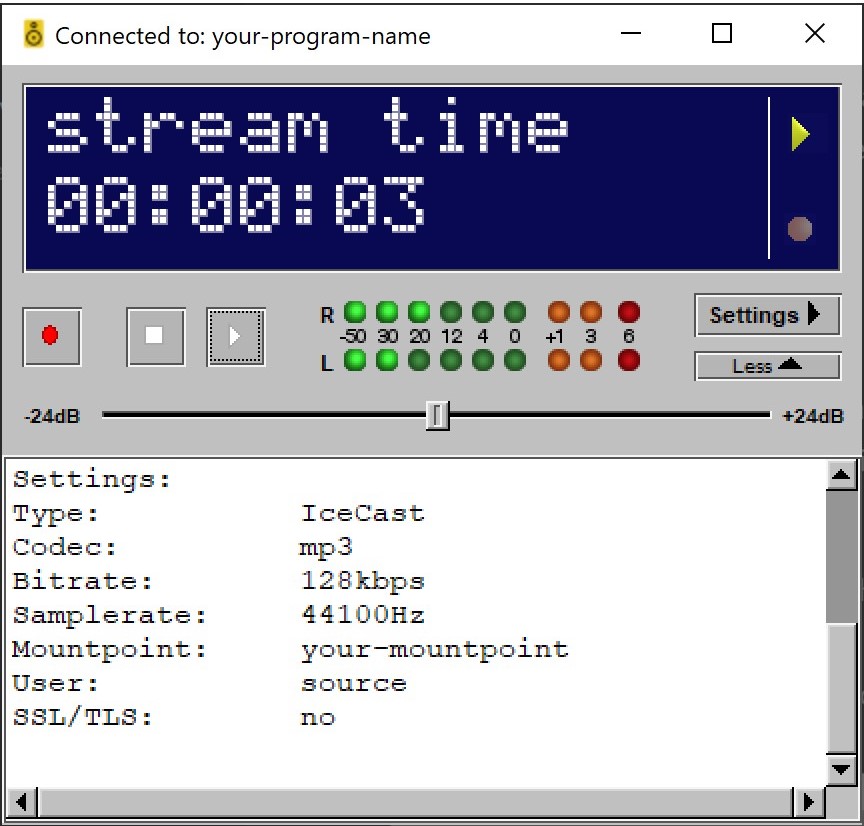 Connected to: your-program-name
stream time
00:00:03
R
-50 30 20 12 4 0 +1 3 6
L
Settings
Less
-24dB +24dB
Settings:
Type: IceCast
Codec: mp3
Bitrate: 128kbps
Samplerate: 44100Hz
Mountpoint: your-mountpoint
User: source
SSL/TLS: no